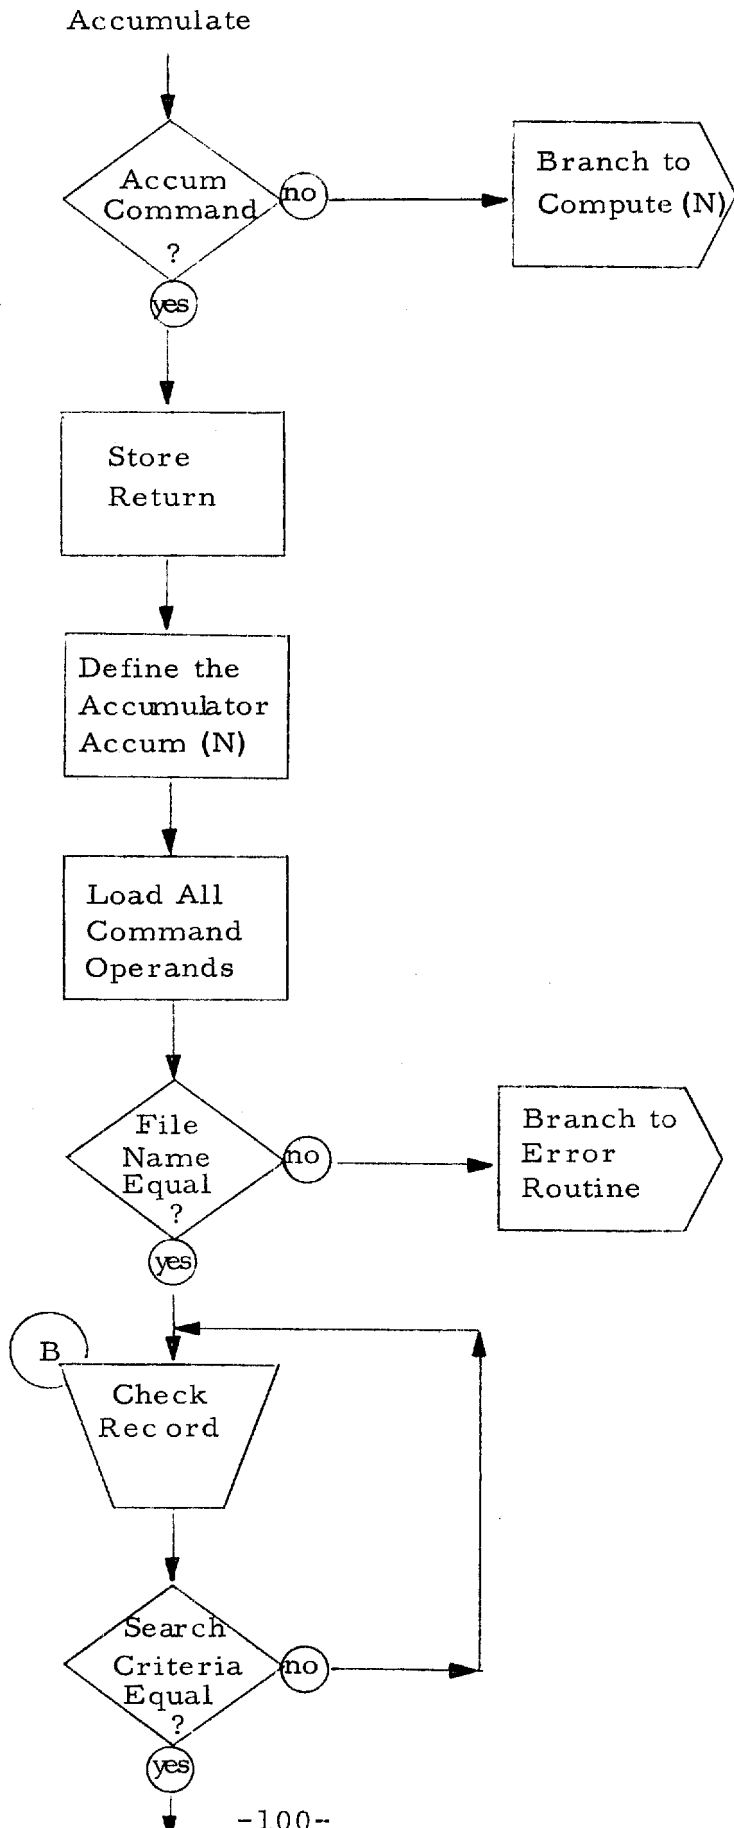 Accumulate
Accum
Command
?
no
Branch to
Compute (N)
yes
Store
Return
Define the
Accumulator
Accum (N)
Load All
Command
Operands
File
Name
Equal
?
no
Branch to
Error
Routine
yes
B
Check
Record
Search
Criteria
Equal
?
no
yes
-100-